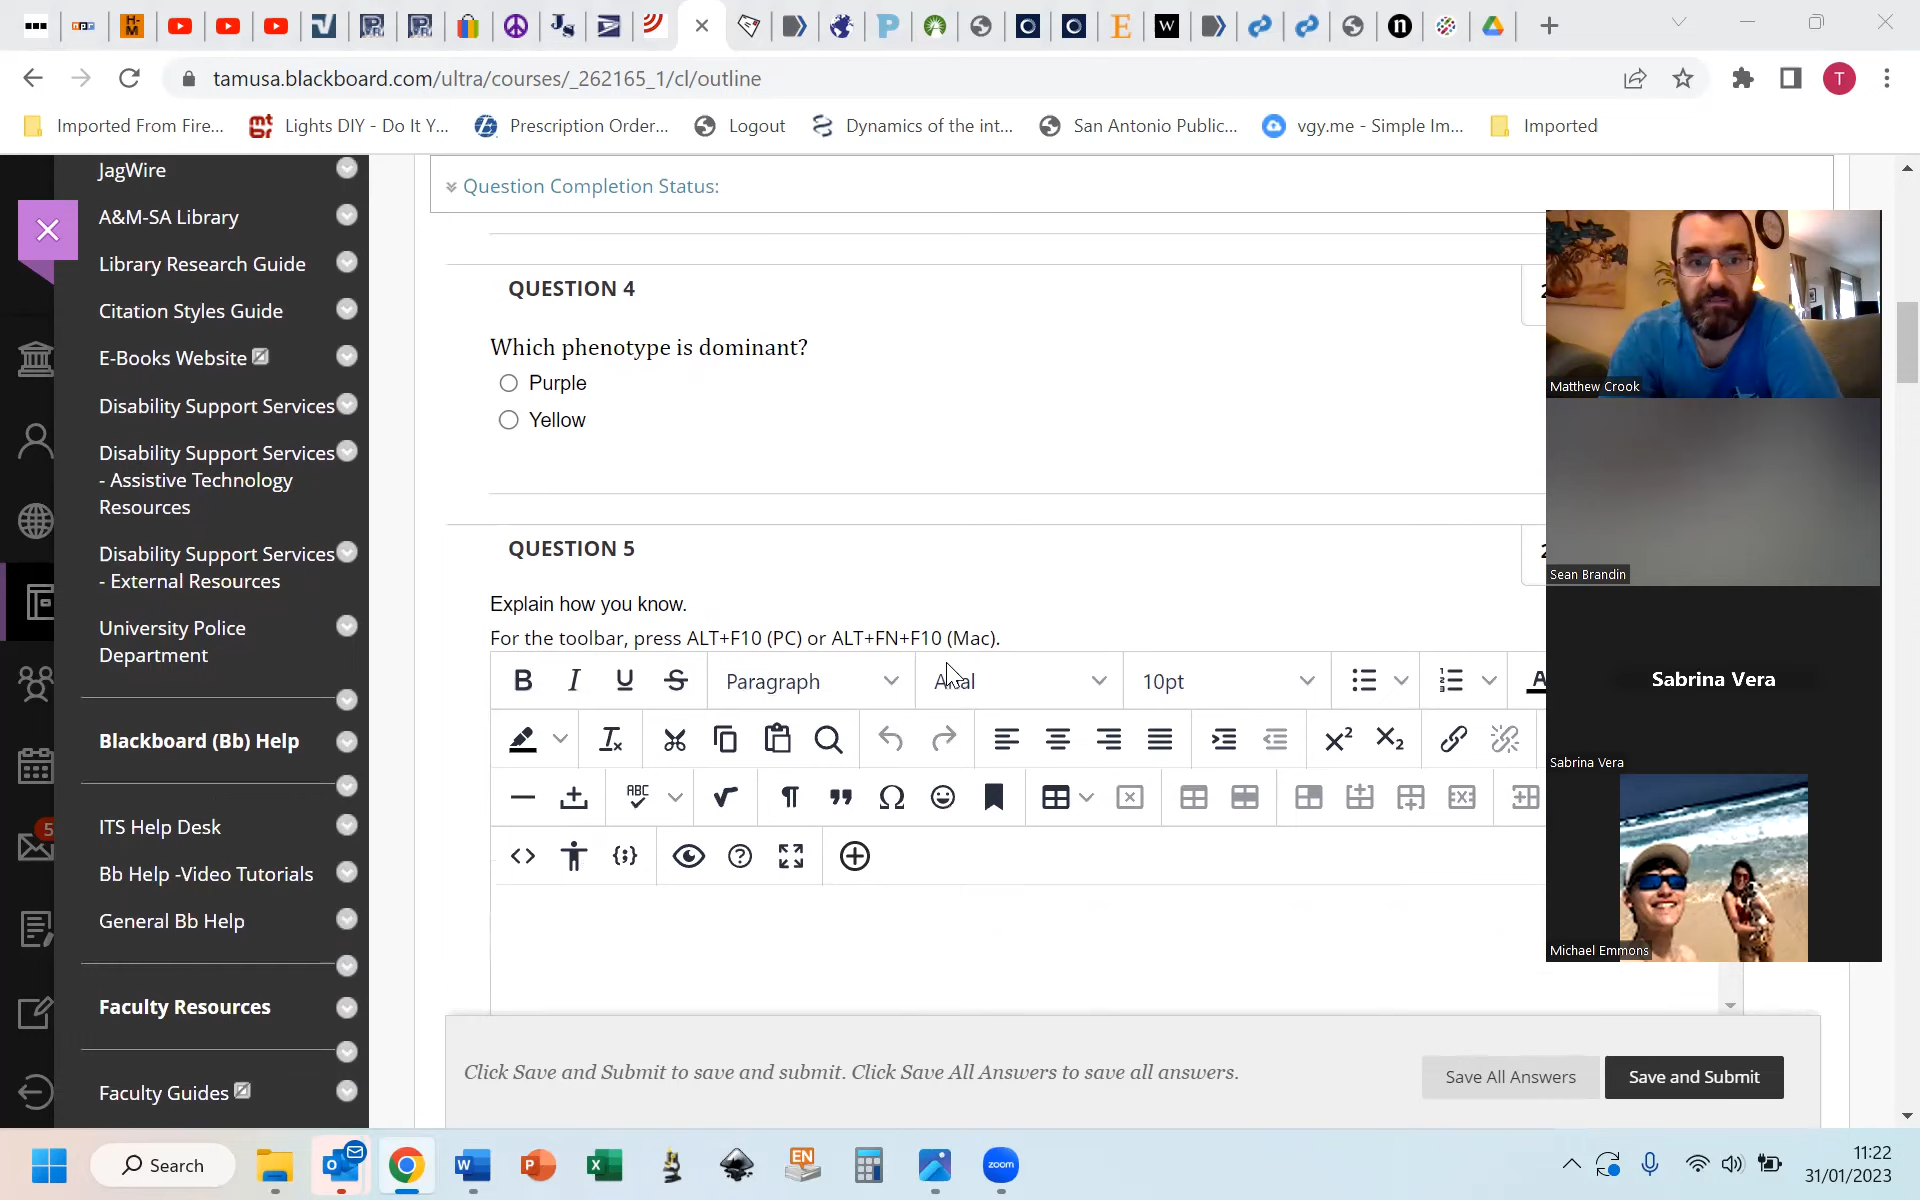 tamusa.blackboard.com/ultra/courses/_262165_1/cl/outline
T
Imported From Fire...
Lights DIY - Do It Y...
Prescription Order...
Logout
Dynamics of the int...
San Antonio Public...
vgy.me - Simple Im...
Imported
JagWire
A&M-SA Library
Library Research Guide
Citation Styles Guide
E-Books Website
Disability Support Services
Disability Support Services
- Assistive Technology
Resources
Disability Support Services
- External Resources
University Police
Department
Blackboard (Bb) Help
ITS Help Desk
Bb Help -Video Tutorials
General Bb Help
Faculty Resources
Faculty Guides
5
Question Completion Status:
QUESTION 4
Which phenotype is dominant?
Purple
Yellow
QUESTION 5
Explain how you know.
For the toolbar, press ALT+F10 (PC) or ALT+FN+F10 (Mac).
B I U S Paragraph Arial 10pt
Click Save and Submit to save and submit. Click Save All Answers to save all answers.
Save All Answers
Save and Submit
Matthew Crook
Sean Brandin
Sabrina Vera
Sabrina Vera
Michael Emmons
Search
EN
zoom
11:22
31/01/2023